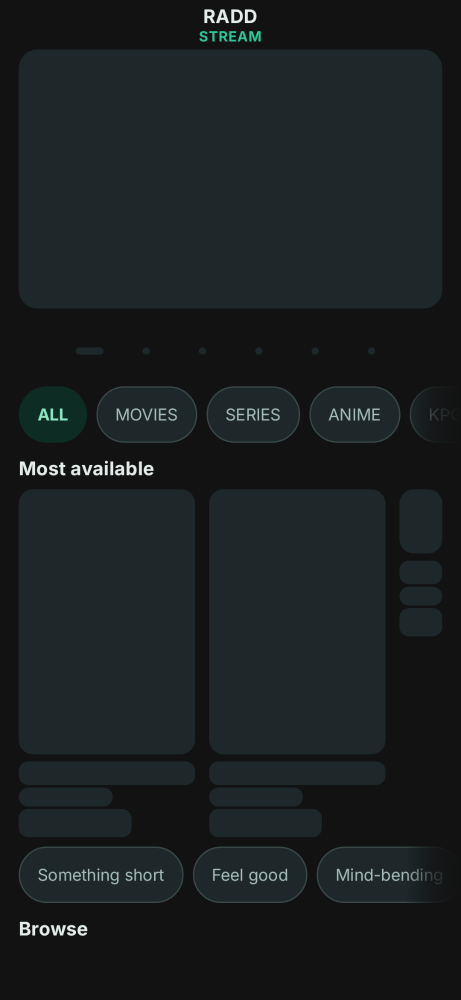 RADD
STREAM
ALL MOVIES SERIES ANIME
Most available
Something short Feel good Mind-bending
Browse